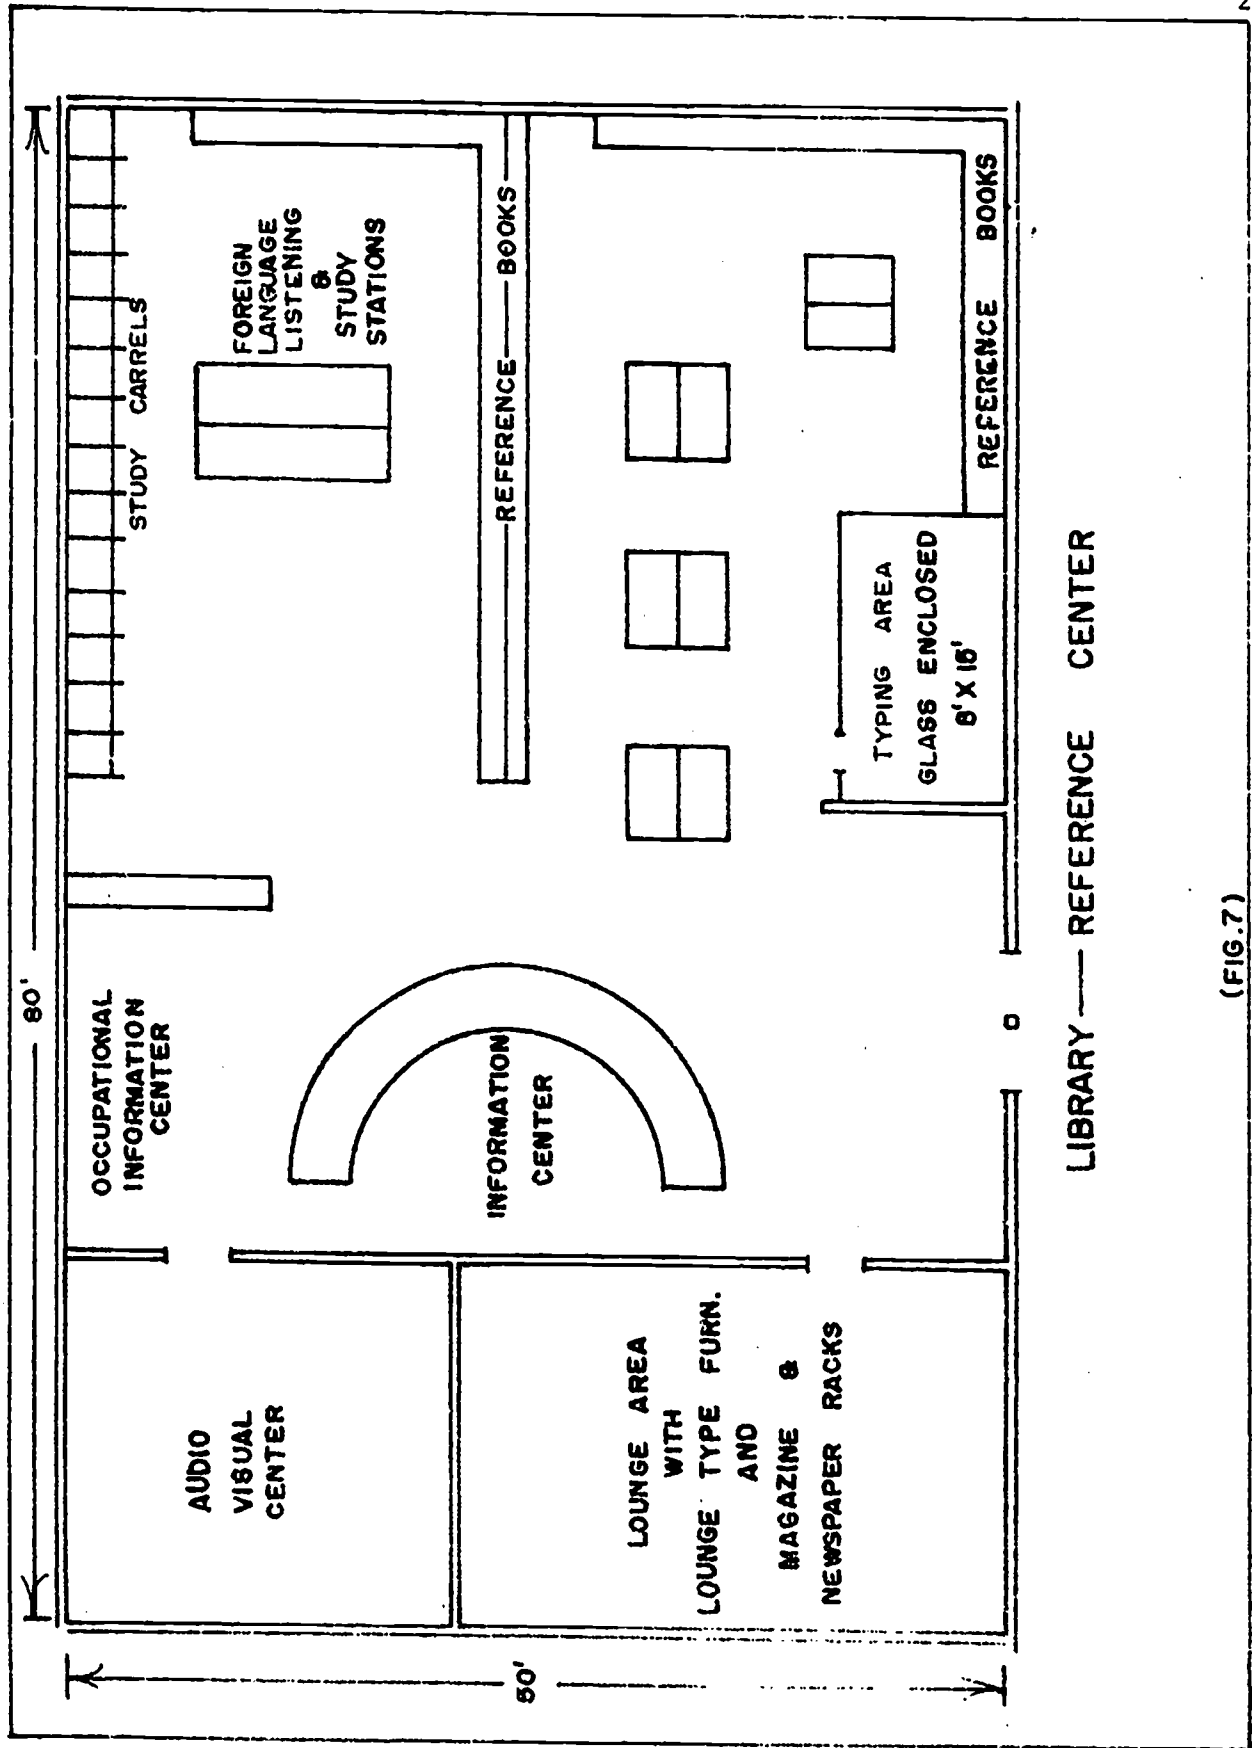 2
80'
STUDY CARRELS
FOREIGN
LANGUAGE
LISTENING
&
STUDY
STATIONS
REFERENCE BOOKS
REFERENCE BOOKS
TYPING AREA
GLASS ENCLOSED
8' X 15'
OCCUPATIONAL
INFORMATION
CENTER
INFORMATION
CENTER
AUDIO
VISUAL
CENTER
LOUNGE AREA
WITH
LOUNGE TYPE FURN.
AND
MAGAZINE &
NEWSPAPER RACKS
50'
LIBRARY — REFERENCE CENTER
(FIG.7)